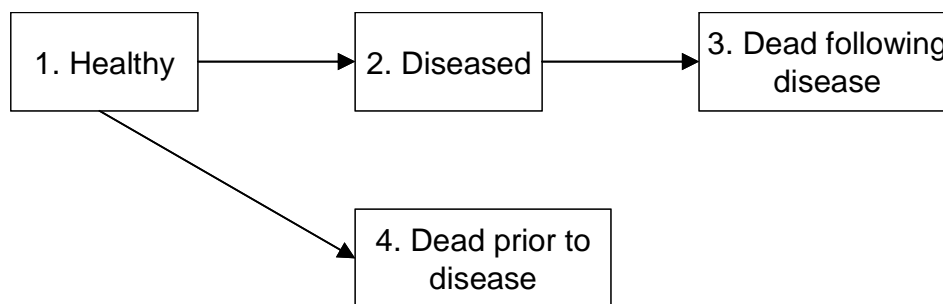 1. Healthy
2. Diseased
3. Dead following
disease
4. Dead prior to
disease